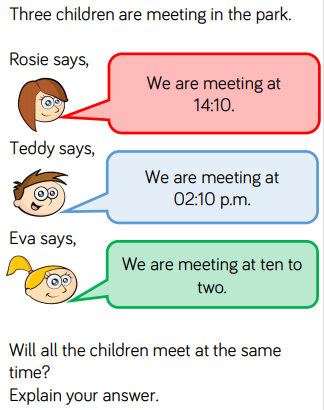 Three children are meeting in the park.
Rosie says,
We are meeting at
14:10.
Teddy says,
We are meeting at
02:10 p.m.
Eva says,
We are meeting at ten to
two.
Will all the children meet at the same
time?
Explain your answer.